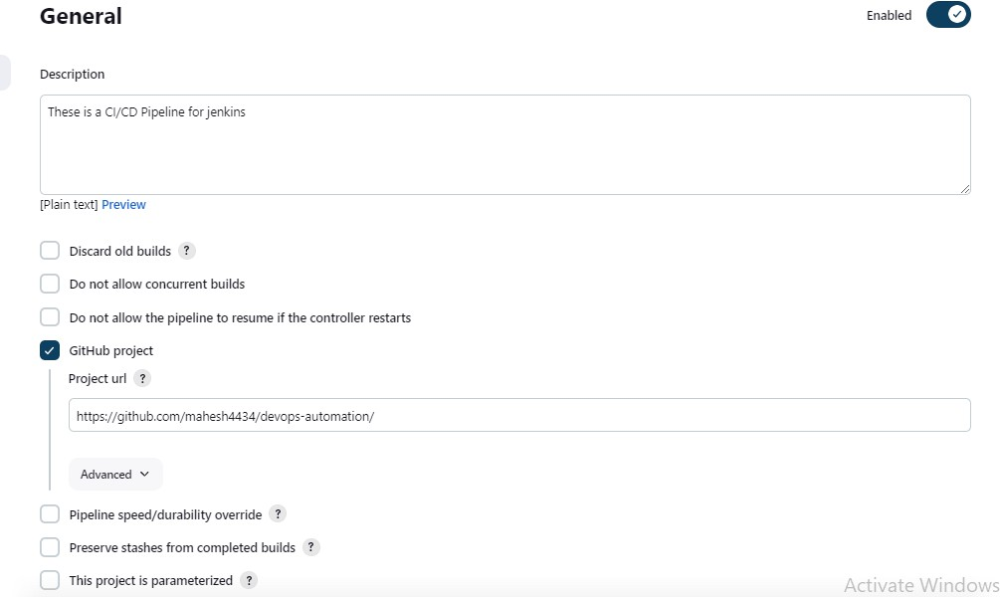 General
Enabled
Description
These is a CI/CD Pipeline for jenkins
[Plain text] Preview
Discard old builds ?
Do not allow concurrent builds
Do not allow the pipeline to resume if the controller restarts
GitHub project
Project url ?
https://github.com/mahesh4434/devops-automation/
Advanced
Pipeline speed/durability override ?
Preserve stashes from completed builds ?
This project is parameterized ?
Activate Windows